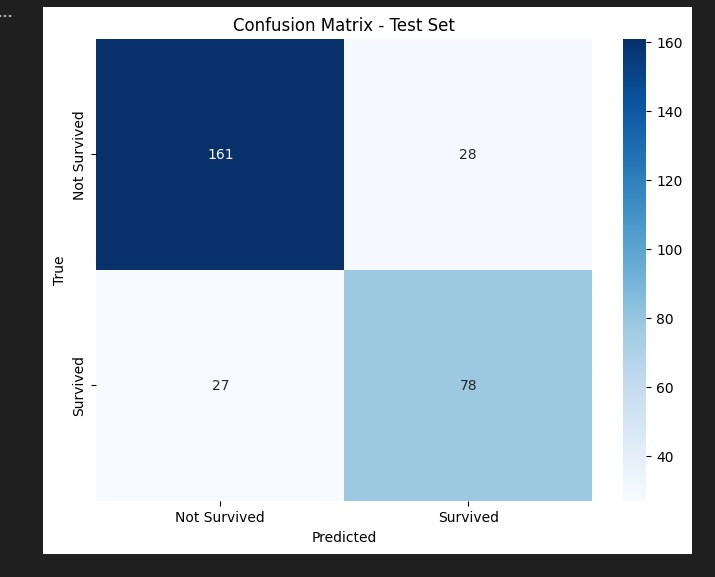 ...
Confusion Matrix - Test Set
Not Survived
161
28
True
Survived
27
78
Not Survived
Survived
Predicted
160
140
120
100
80
60
40